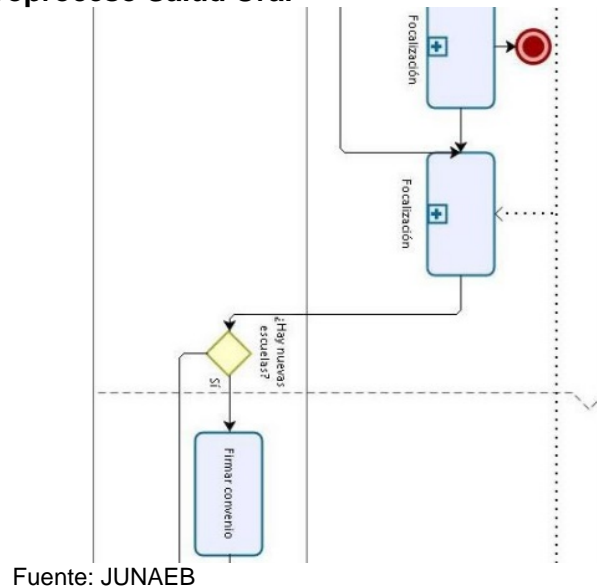 Focalización
Focalización
¿Hay nuevas
escuelas?
Sí
Firmar convenio
Fuente: JUNAEB